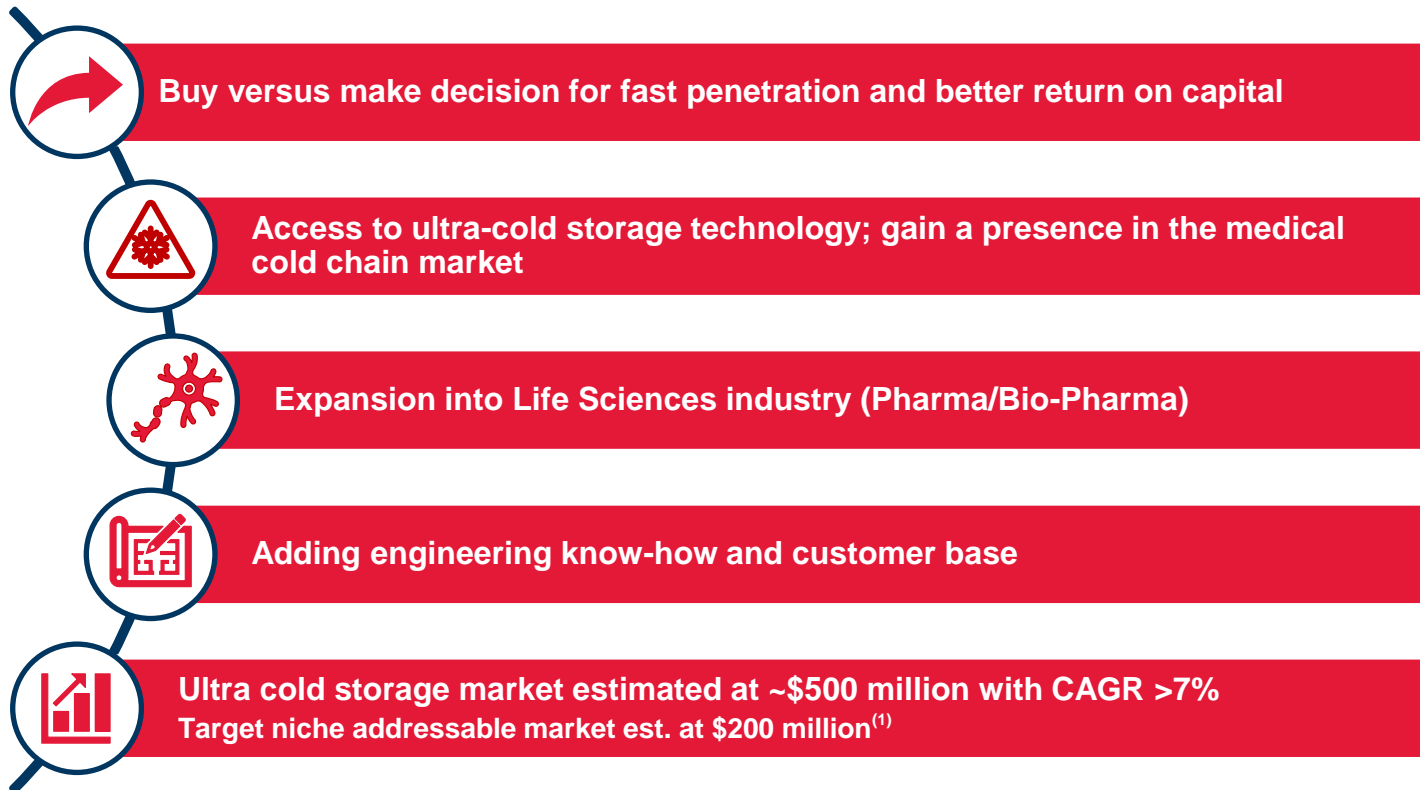 Buy versus make decision for fast penetration and better return on capital
Access to ultra-cold storage technology; gain a presence in the medical
cold chain market
Expansion into Life Sciences industry (Pharma/Bio-Pharma)
Adding engineering know-how and customer base
Ultra cold storage market estimated at ~$500 million with CAGR >7%
Target niche addressable market est. at $200 million(1)